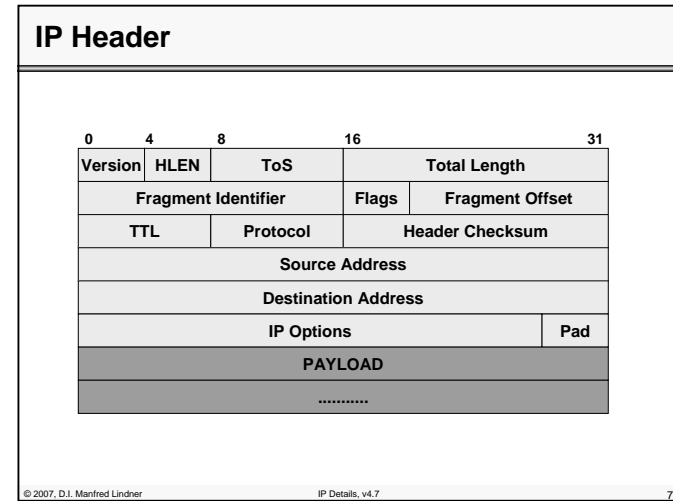 IP Header
0 4 8 16 31
Version HLEN ToS Total Length
Fragment Identifier Flags Fragment Offset
TTL Protocol Header Checksum
Source Address
Destination Address
IP Options Pad
PAYLOAD
...........
© 2007, D.I. Manfred Lindner IP Details, v4.7 7